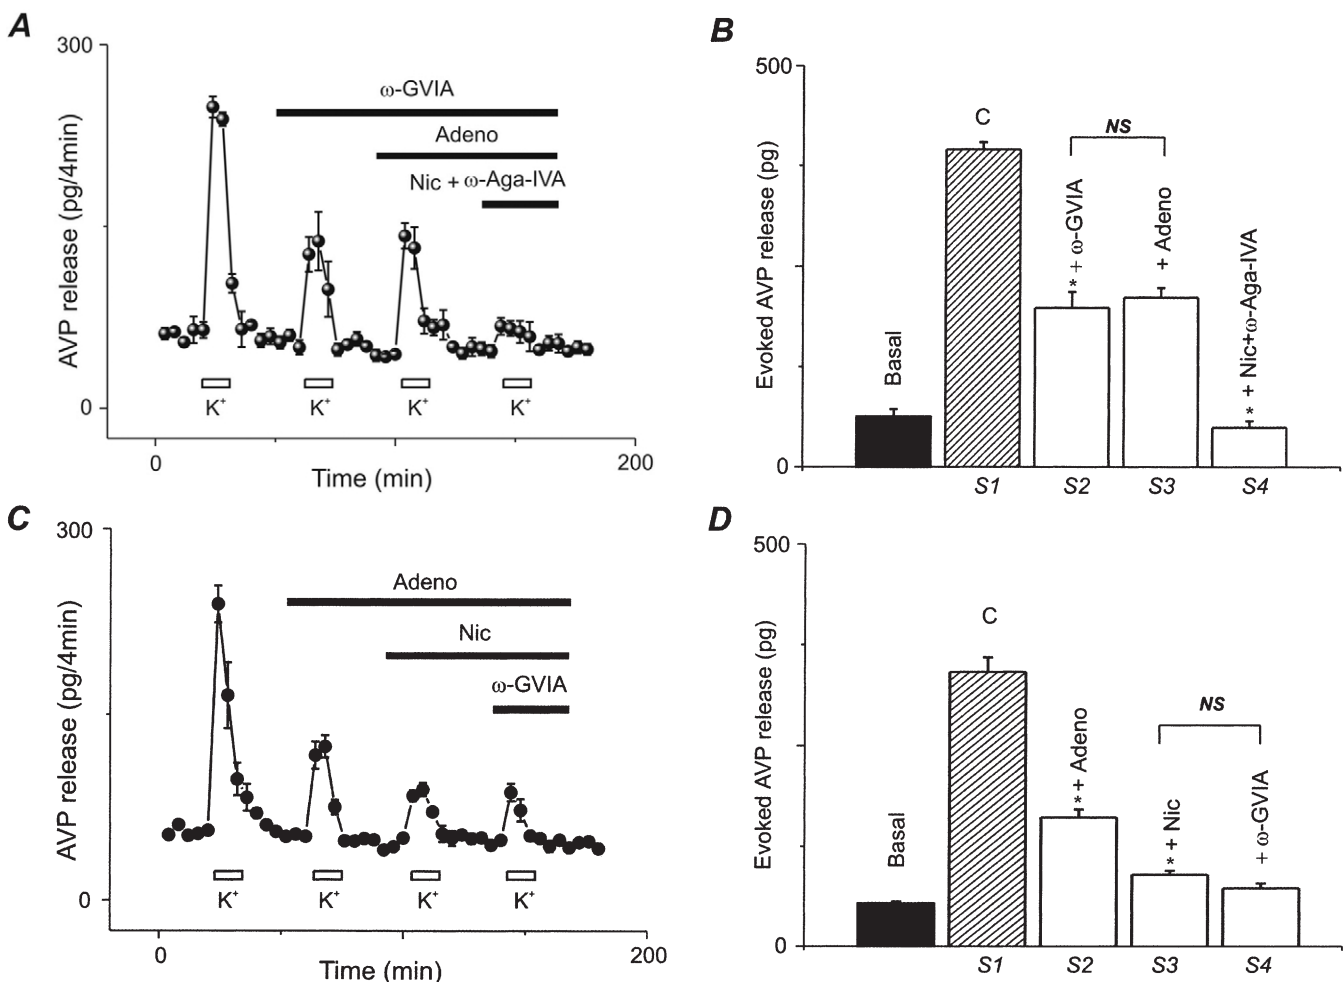 A
300
AVP release (pg/4min)
0
ω-GVIA
Adeno
Nic + ω-Aga-IVA
K+
K+
K+
K+
0
200
Time (min)
B
500
Evoked AVP release (pg)
0
Basal
C
* + ω-GVIA
NS
+ Adeno
* + Nic+ω-Aga-IVA
S1
S2
S3
S4
C
300
AVP release (pg/4min)
0
Adeno
Nic
ω-GVIA
K+
K+
K+
K+
0
200
Time (min)
D
500
Evoked AVP release (pg)
0
Basal
C
* + Adeno
* + Nic
NS
+ ω-GVIA
S1
S2
S3
S4